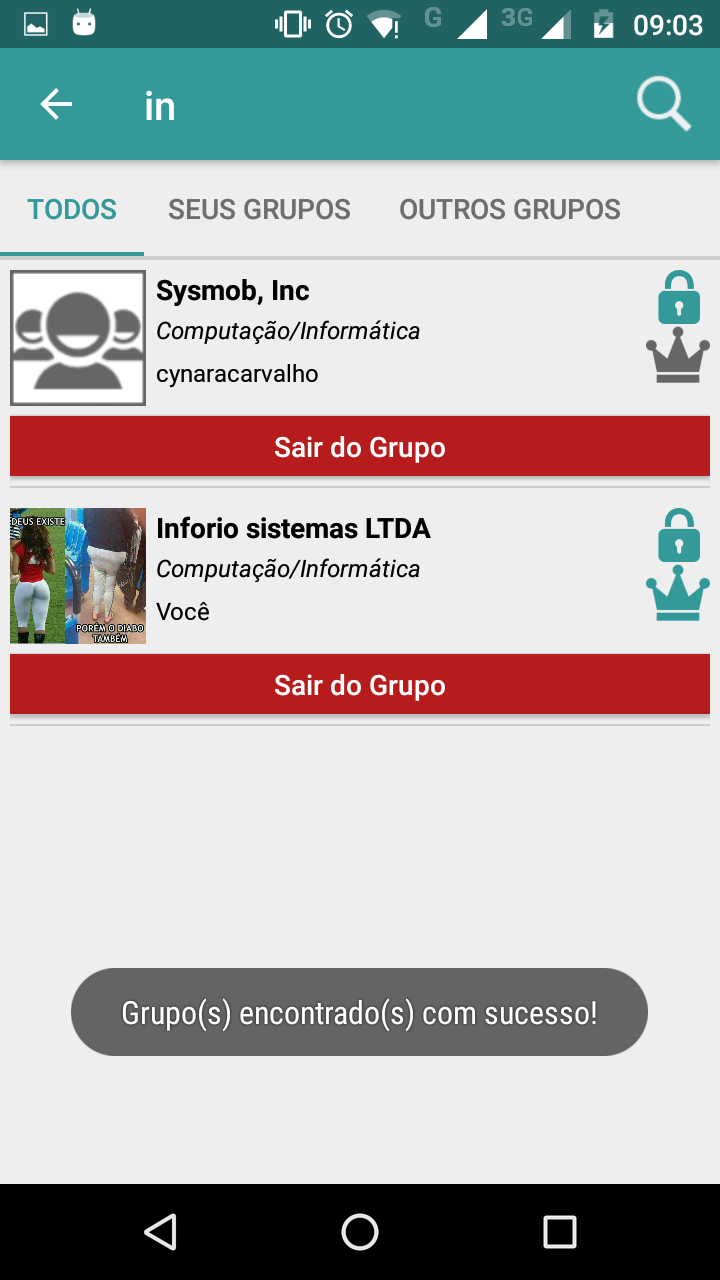 G 3G 09:03
in
TODOS SEUS GRUPOS OUTROS GRUPOS
Sysmob, Inc
Computação/Informática
cynaracarvalho
Sair do Grupo
Inforio sistemas LTDA
Computação/Informática
Você
DEUS EXISTE
PORÉM O DIABO
TAMBÉM
Sair do Grupo
Grupo(s) encontrado(s) com sucesso!